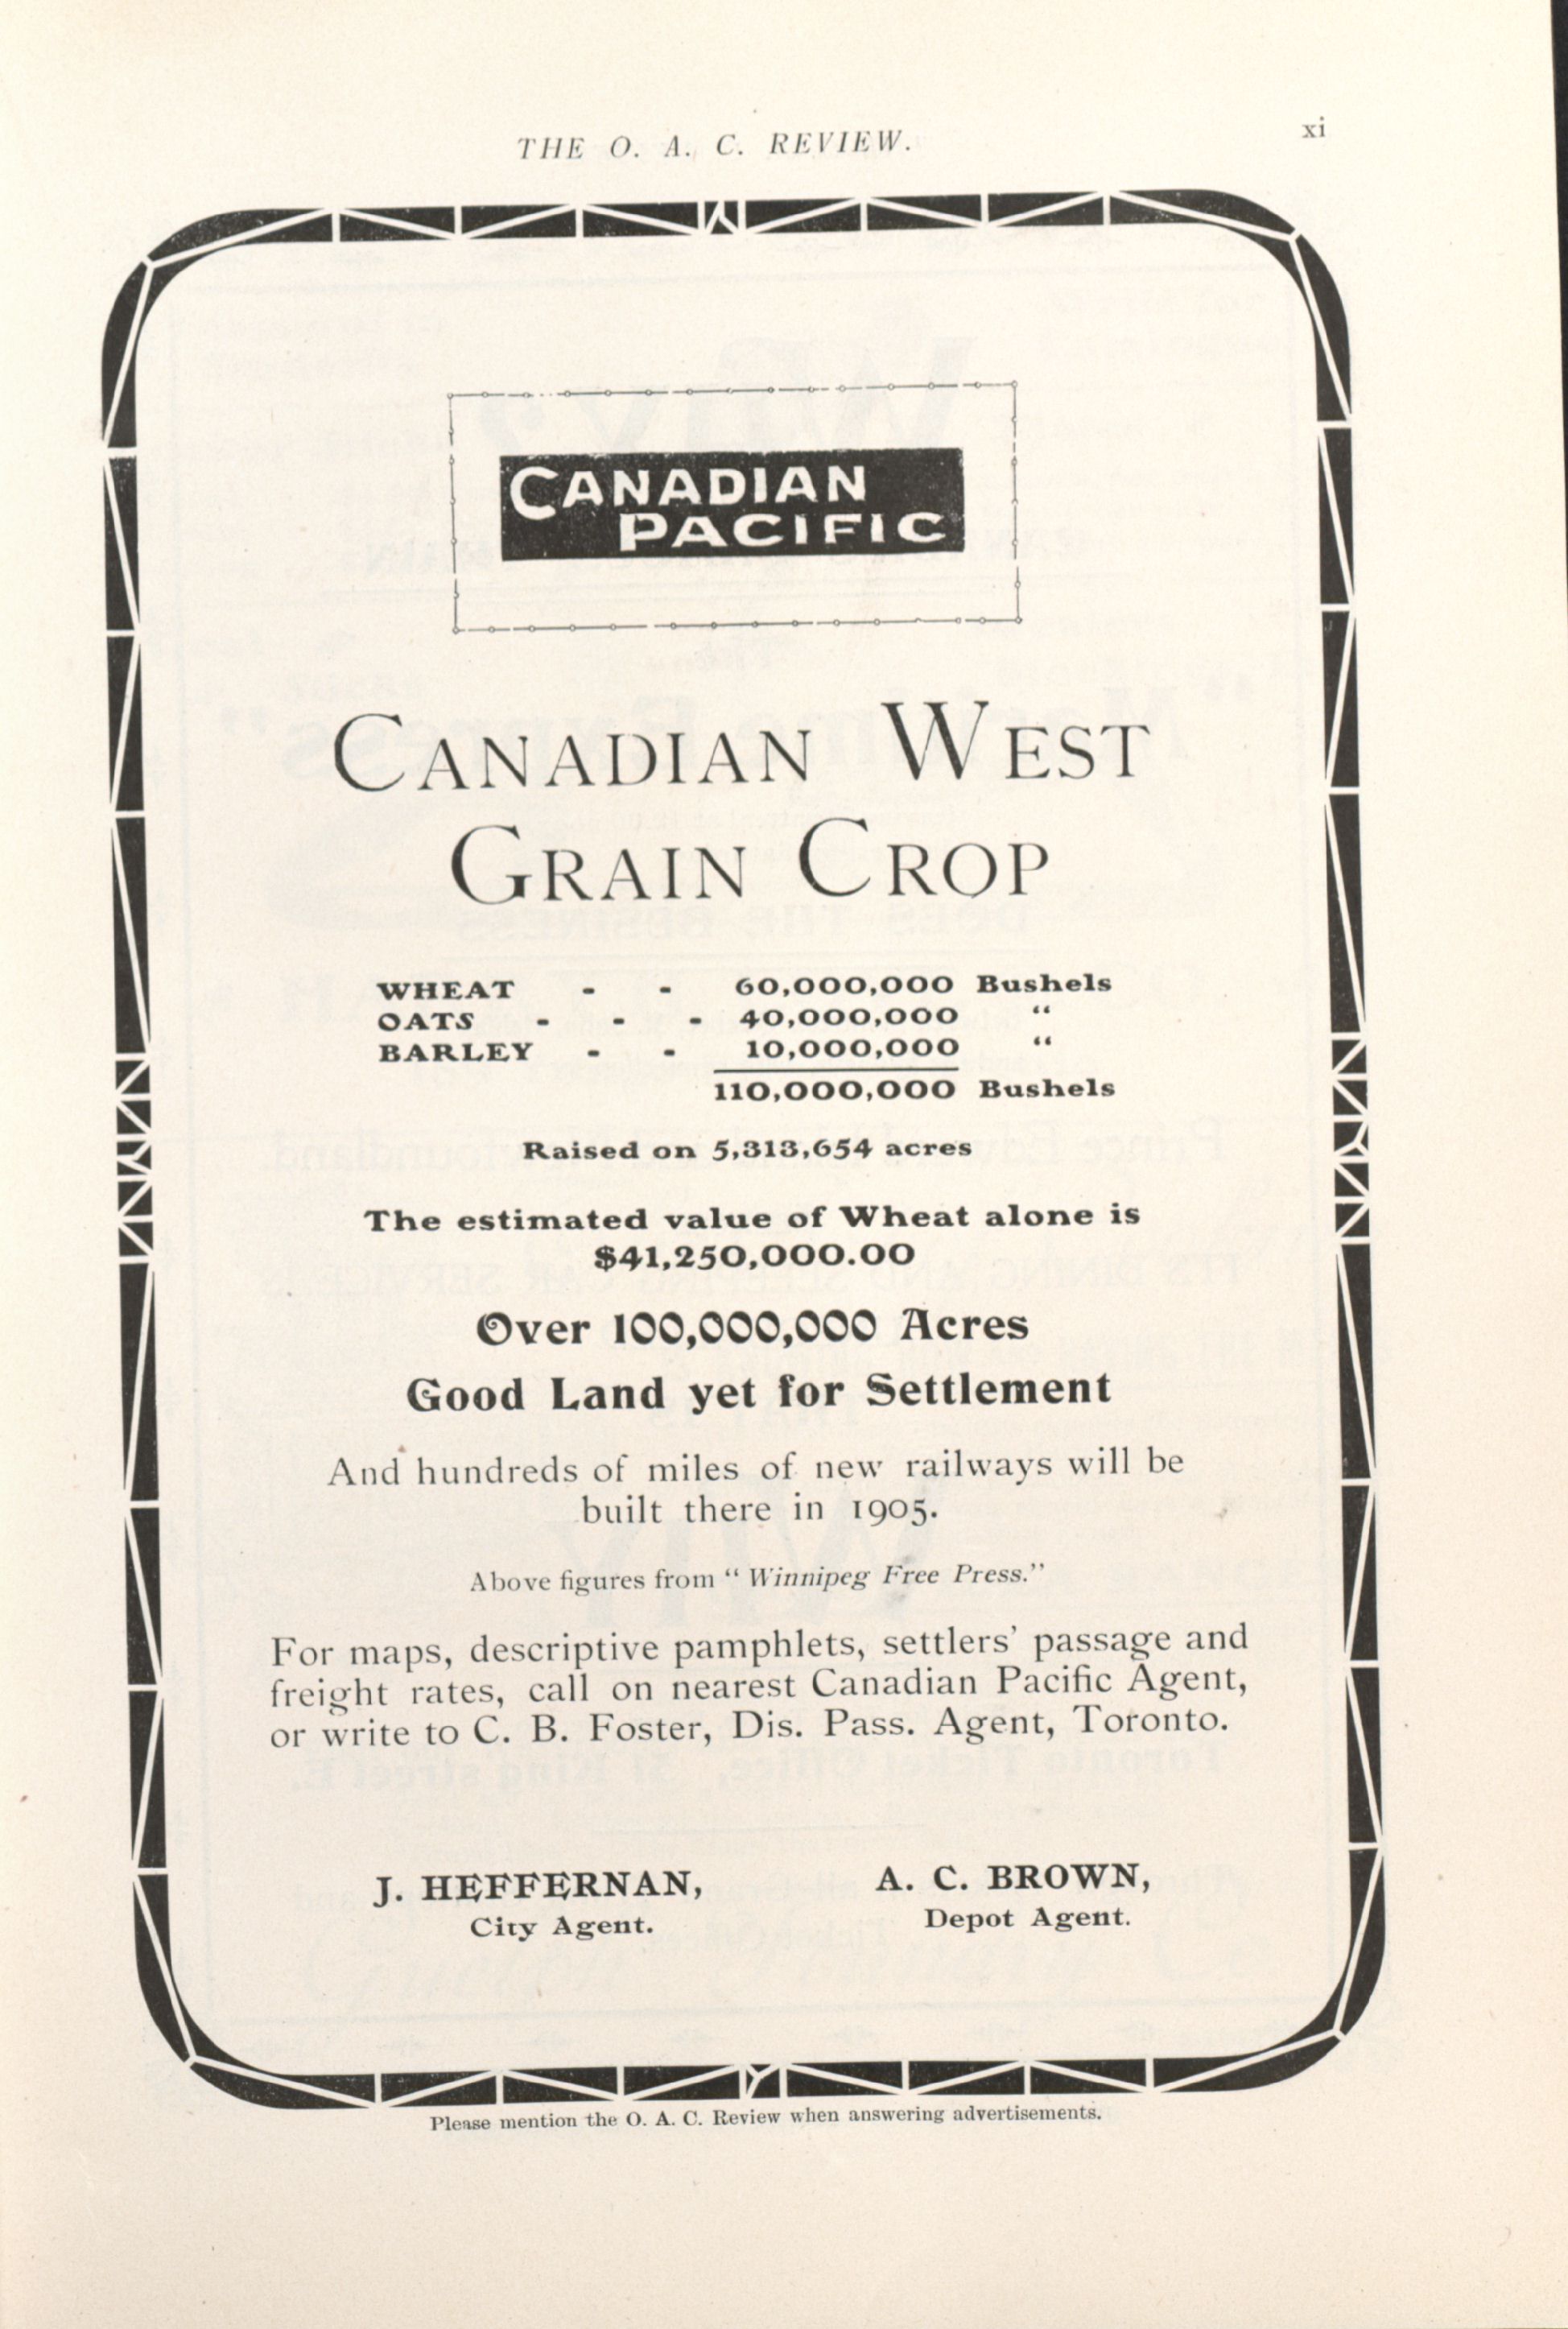 THE O. A. C. REVIEW.
xi
CANADIAN
PACIFIC
CANADIAN WEST
GRAIN CROP
WHEAT - - 60,000,000 Bushels
OATS - - - 40,000,000 “
BARLEY - - 10,000,000 “
110,000,000 Bushels
Raised on 5,313,654 acres
The estimated value of Wheat alone is
$41,250,000.00
Over 100,000,000 Acres
Good Land yet for Settlement
And hundreds of miles of new railways will be
built there in 1905.
Above figures from “ Winnipeg Free Press.”
For maps, descriptive pamphlets, settlers’ passage and
freight rates, call on nearest Canadian Pacific Agent,
or write to C. B. Foster, Dis. Pass. Agent, Toronto.
J. HEFFERNAN,
City Agent.
A. C. BROWN,
Depot Agent.
Please mention the O. A. C. Review when answering advertisements.